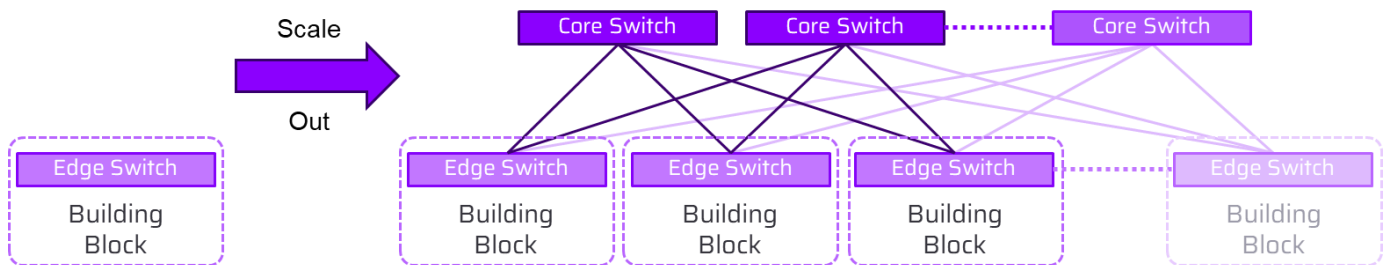 Scale
Out
Core Switch
Core Switch
Core Switch
Edge Switch
Building
Block
Edge Switch
Building
Block
Edge Switch
Building
Block
Edge Switch
Building
Block
Edge Switch
Building
Block